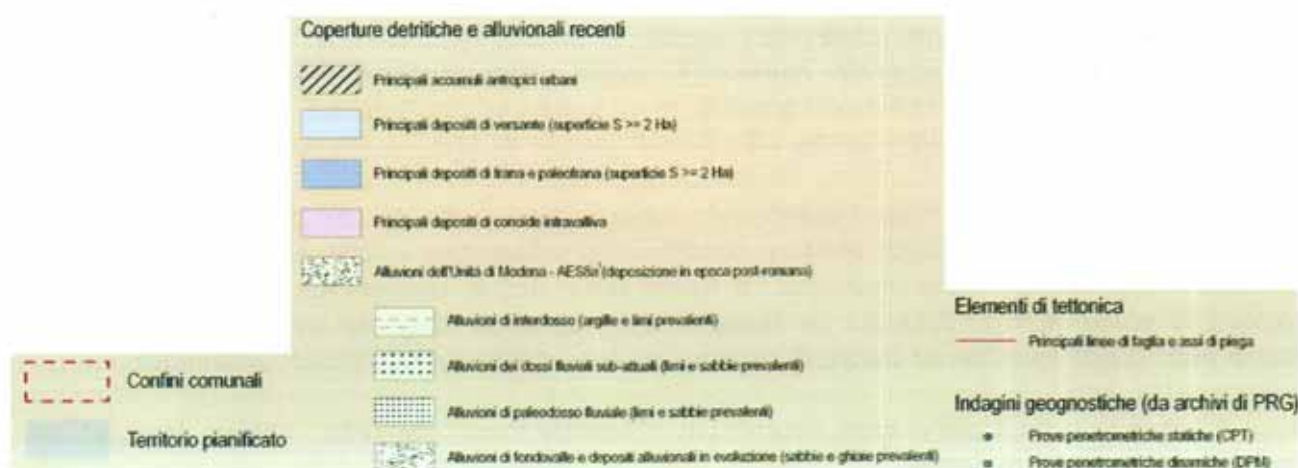 Coperture detritiche e alluvionali recenti
Principali accumuli antropici urbani
Principali depositi di versante (superficie S >= 2 Ha)
Principali depositi di frana e paleofrana (superficie S >= 2 Ha)
Principali depositi di conoide intravalliva
Alluvioni dell'Unità di Modena - AES8a (deposizione in epoca post-romana)
Alluvioni di interdosso (argille e limi prevalenti)
Alluvioni dei dossi fluviali sub-attuali (limi e sabbie prevalenti)
Alluvioni di paleodosso fluviale (limi e sabbie prevalenti)
Alluvioni di fondovalle e depositi alluvionali in evoluzione (sabbie e ghiaie prevalenti)
Confini comunali
Territorio pianificato
Elementi di tettonica
Principali linee di faglia e assi di piega
Indagini geognostiche (da archivi di PRG)
Prove penetrometriche statiche (CPT)
Prove penetrometriche dinamiche (DPM)